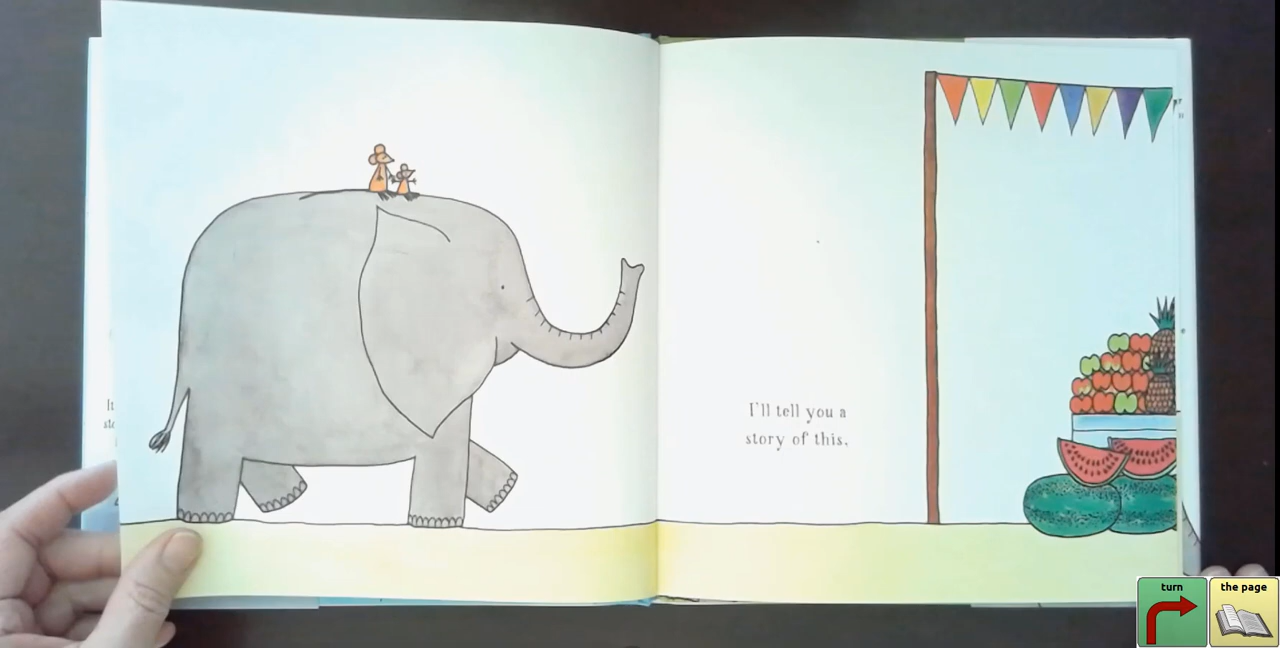 I'll tell you a
story of this.
turn
the page